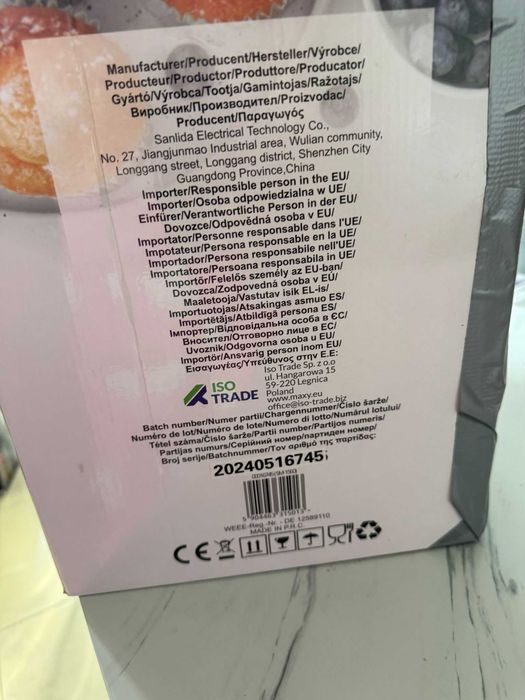 Manufacturer/Producent/Hersteller/Výrobce/
Producteur/Productor/Produttore/Producator/
Gyártó/Výrobca/Tootja/Gamintojas/Ražotajs/
Виробник/Производител/Proizvodac/
Producent/Παραγωγός
Sanlida Electrical Technology Co.,
No. 27, Jiangjunmao Industrial area, Wulian community,
Longgang street, Longgang district, Shenzhen City
Guangdong Province,China
Importer/Responsible person in the EU/
Importer/Osoba odpowiedzialna w UE/
Einfürer/Verantwortliche Person in der EU/
Dovozce/Odpovědná osoba v EU/
Importator/Personne responsable dans l'UE/
Impotateur/Persona responsable en la UE/
Importador/Persona responsabile nell'UE/
Importatore/Persoana responsabila in UE/
Importőr/Felelős személy az EU-ban/
Dovozca/Zodpovedná osoba v EÚ/
Maaletooja/Vastutav isik EL-is/
Importuotojas/Atsakingas asmuo ES/
Importētājs/Atbildīgā persona ES/
Імпортер/Відповідальна особа в ЄС/
Вносител/Отговорно лице в ЕС/
Uvoznik/Odgovorna osoba u EU/
Importör/Ansvarig person inom EU/
Εισαγωγέας/Υπεύθυνος στην Ε.Ε:
ISO TRADE
Iso Trade Sp. z o.o
ul. Hangarowa 15
59-220 Legnica
Poland
www.maxy.eu
office@iso-trade.biz
Batch number/Numer partii/Chargennummer/Číslo šarže/
Numéro de lot/Número de lote/Numero di lotto/Numărul lotului/
Tétel száma/Číslo šarže/Partii number/Partijos numeris/
Partijas numurs/Серійний номер/партиден номер/
Broj serije/Batchnummer/Τον αριθμό της παρτίδας:
20240516745
5 904463 315013
WEEE-Reg.-Nr. - DE 12589110
MADE IN P.R.C.
CE